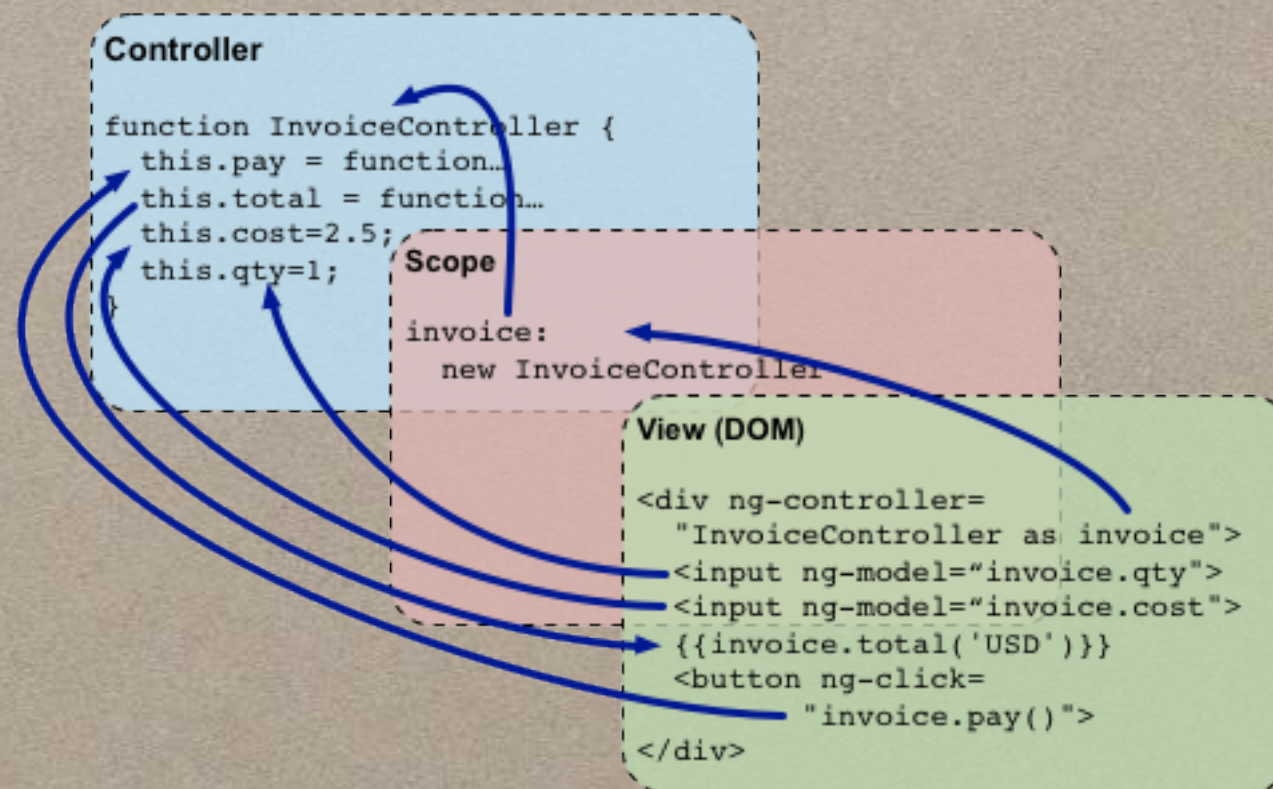 Controller
function InvoiceController {
this.pay = function…
this.total = function…
this.cost=2.5;
this.qty=1;
}
Scope
invoice:
new InvoiceController
View (DOM)
<div ng-controller=
"InvoiceController as invoice">
<input ng-model=“invoice.qty">
<input ng-model=“invoice.cost">
{{invoice.total('USD')}}
<button ng-click=
"invoice.pay()">
</div>